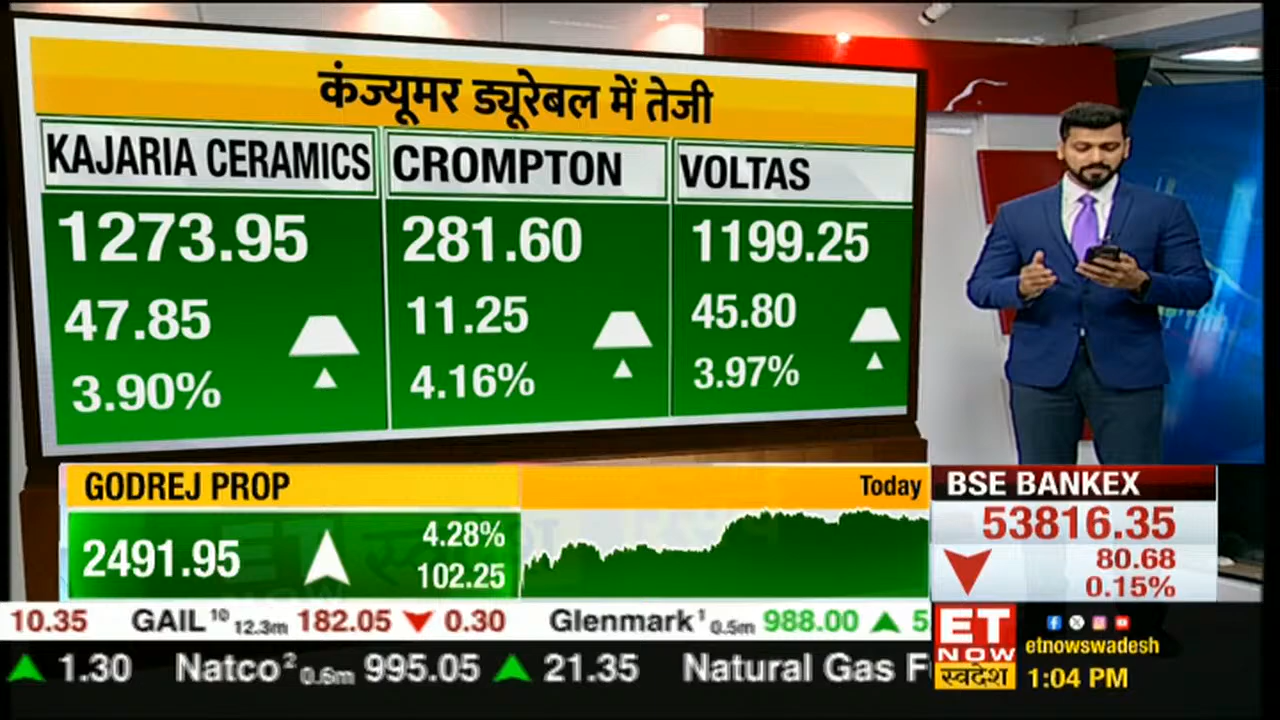 कंज्यूमर ड्यूरेबल में तेजी
KAJARIA CERAMICS
1273.95
47.85
3.90%
CROMPTON
281.60
11.25
4.16%
VOLTAS
1199.25
45.80
3.97%
GODREJ PROP
Today
2491.95
4.28%
102.25
BSE BANKEX
53816.35
80.68
0.15%
10.35 GAIL 10 12.3m 182.05 0.30 Glenmark 1 0.5m 988.00 5
1.30 Natco 2 0.6m 995.05 21.35 Natural Gas F
ET
NOW
स्वदेश
etnowswadesh
1:04 PM